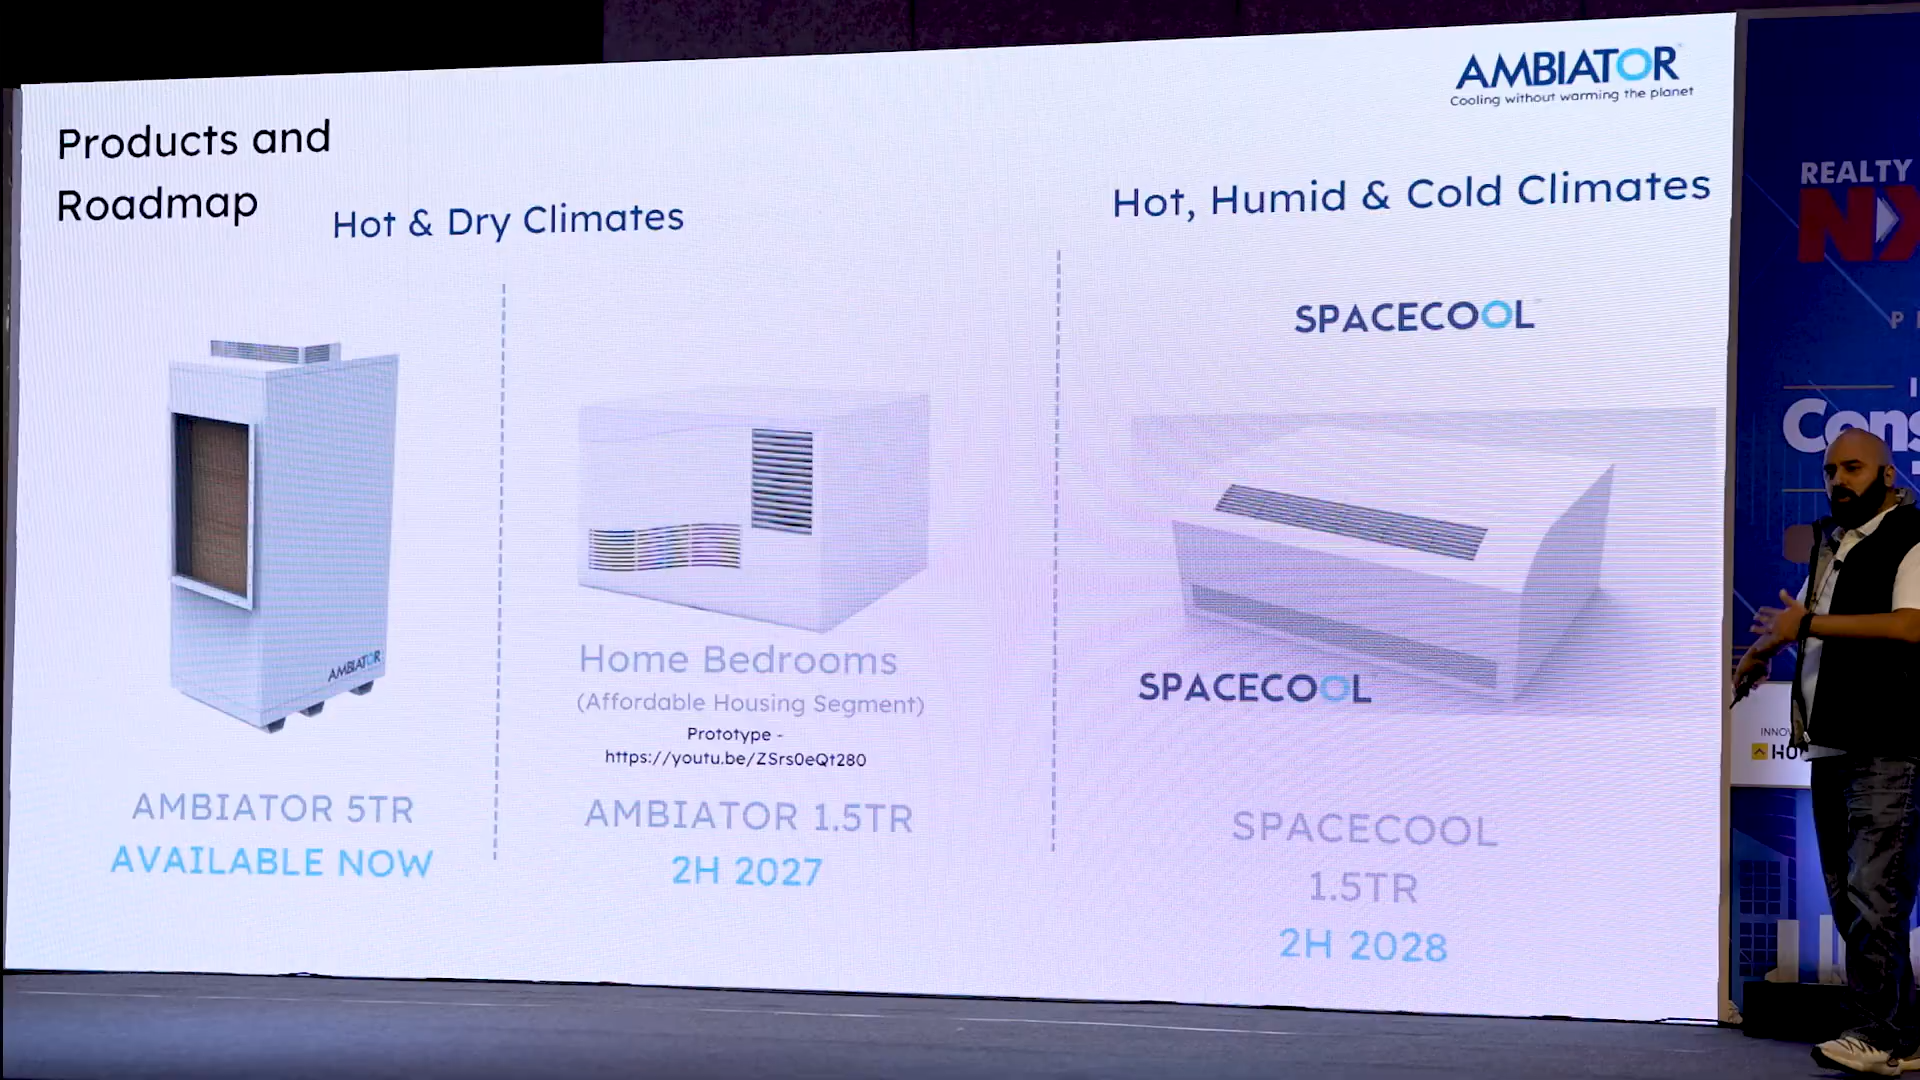 AMBIATOR
Cooling without warming the planet
Products and
Roadmap
Hot & Dry Climates
Hot, Humid & Cold Climates
SPACECOOL
AMBIATOR
Home Bedrooms
(Affordable Housing Segment)
Prototype -
https://youtu.be/ZSrs0eQt280
SPACECOOL
AMBIATOR 5TR
AVAILABLE NOW
AMBIATOR 1.5TR
2H 2027
SPACECOOL
1.5TR
2H 2028
REALTY